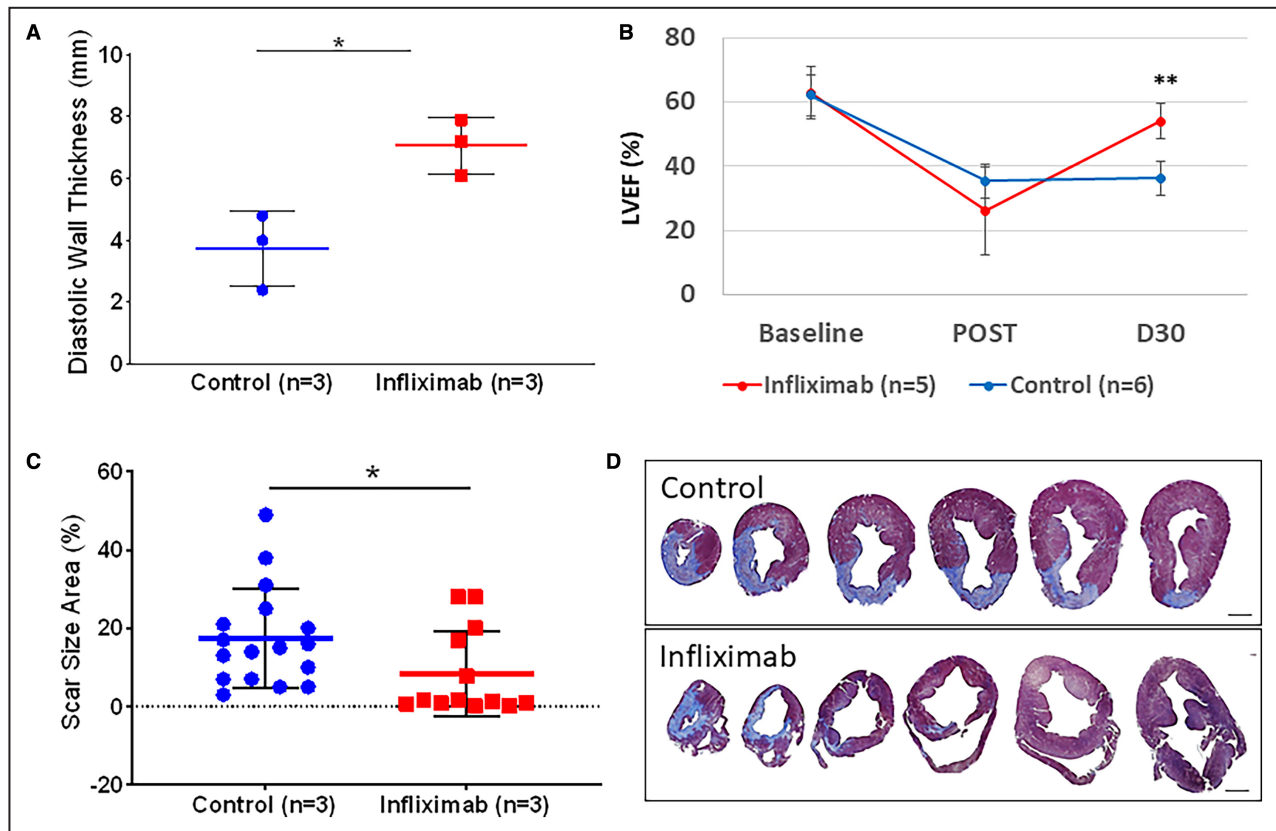 A
*
Diastolic Wall Thickness (mm)
10
8
6
4
2
0
Control (n=3)
Infliximab (n=3)
B
LVEF (%)
80
60
40
20
0
**
Baseline
POST
D30
Infliximab (n=5)
Control (n=6)
C
*
Scar Size Area (%)
60
40
20
0
-20
Control (n=3)
Infliximab (n=3)
D
Control
Infliximab